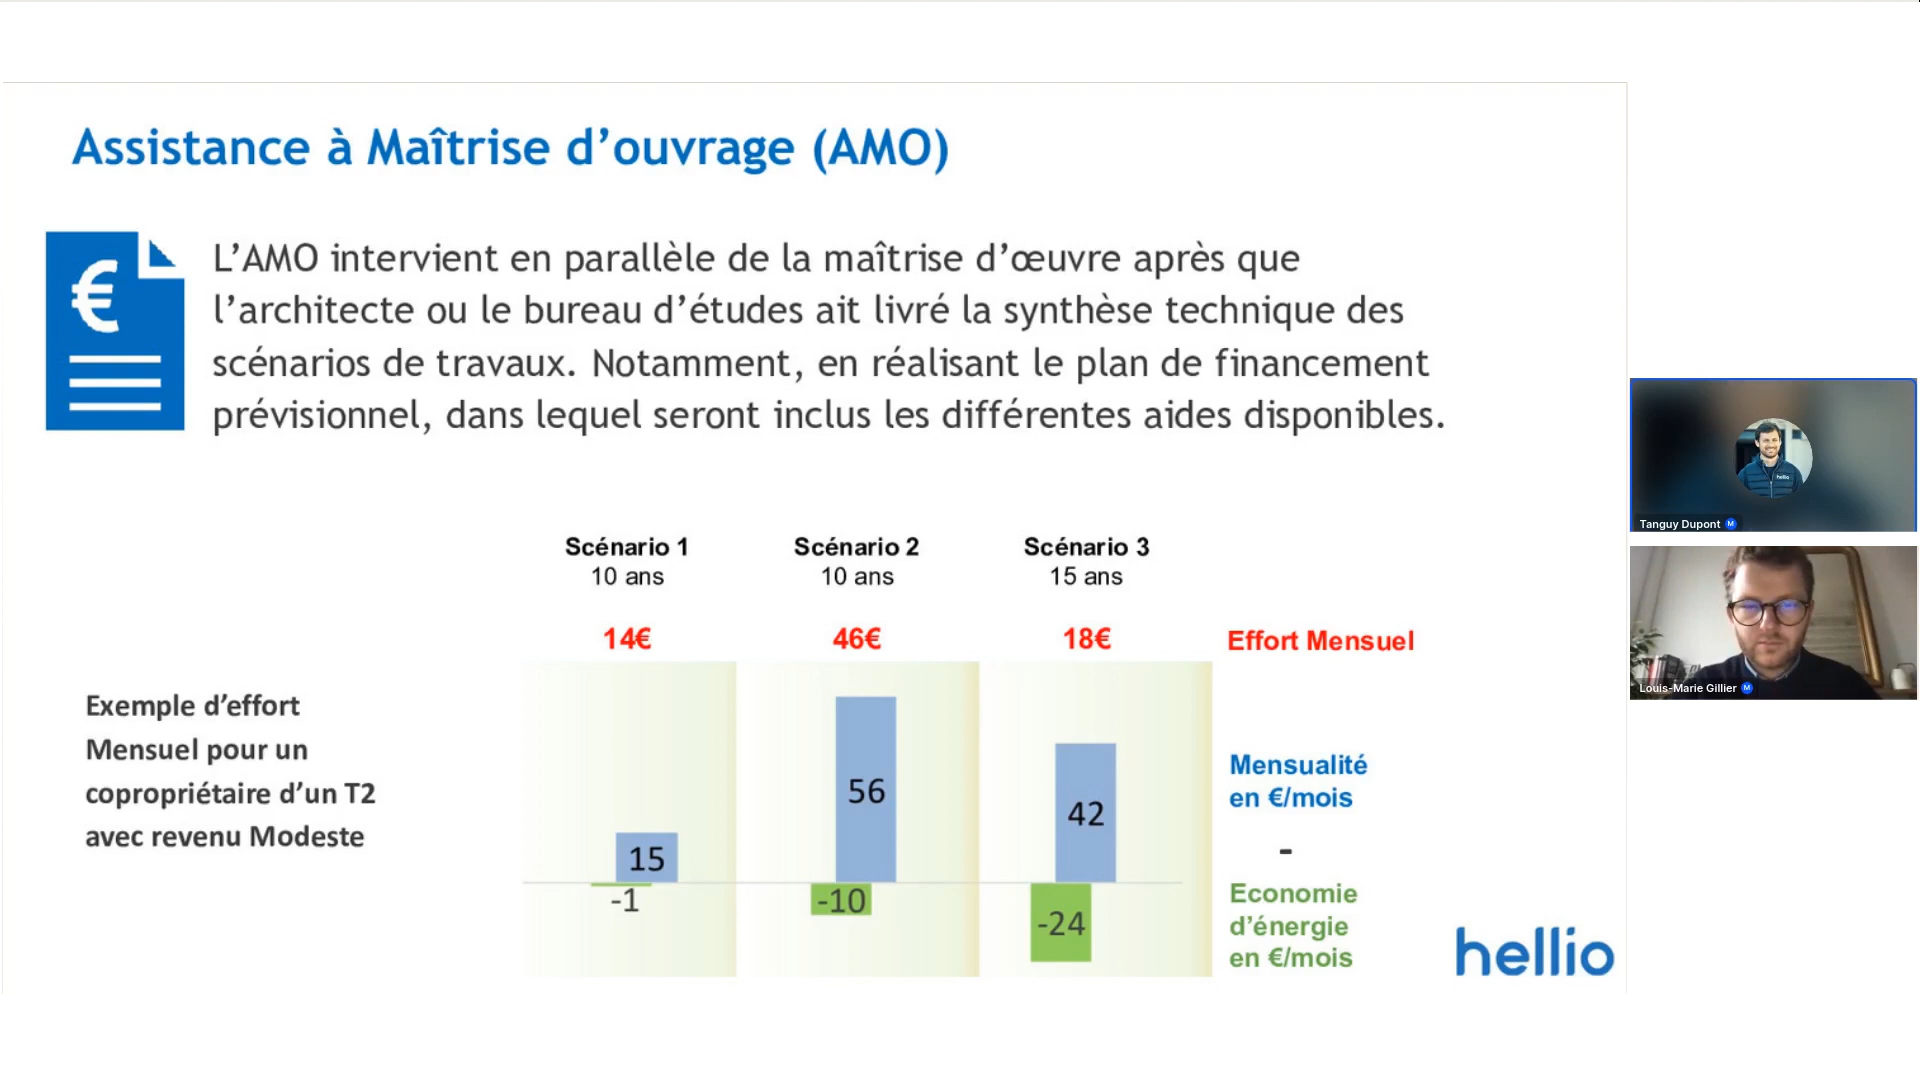 Assistance à Maîtrise d’ouvrage (AMO)
€
L’AMO intervient en parallèle de la maîtrise d’œuvre après que
l’architecte ou le bureau d’études ait livré la synthèse technique des
scénarios de travaux. Notamment, en réalisant le plan de financement
prévisionnel, dans lequel seront inclus les différentes aides disponibles.
Scénario 1
10 ans
Scénario 2
10 ans
Scénario 3
15 ans
14€
46€
18€
Effort Mensuel
Exemple d’effort
Mensuel pour un
copropriétaire d’un T2
avec revenu Modeste
15
-1
56
-10
42
-24
Mensualité
en €/mois
-
Economie
d’énergie
en €/mois
hellio
hellio
Tanguy Dupont M
Louis-Marie Gillier M